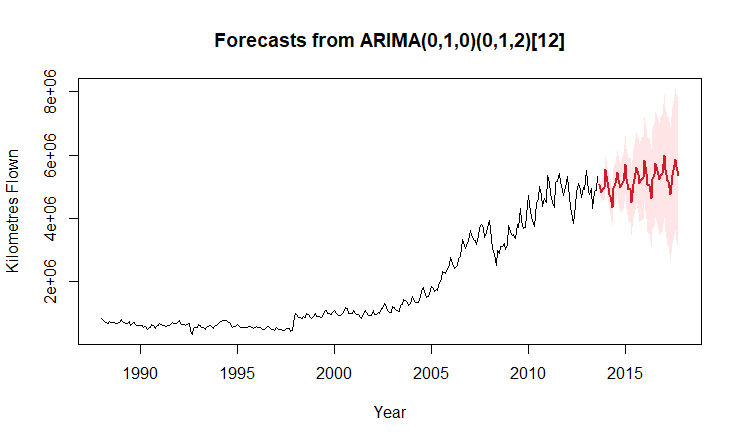 Forecasts from ARIMA(0,1,0)(0,1,2)[12]
Kilometres Flown
8e+06
6e+06
4e+06
2e+06
1990 1995 2000 2005 2010 2015
Year